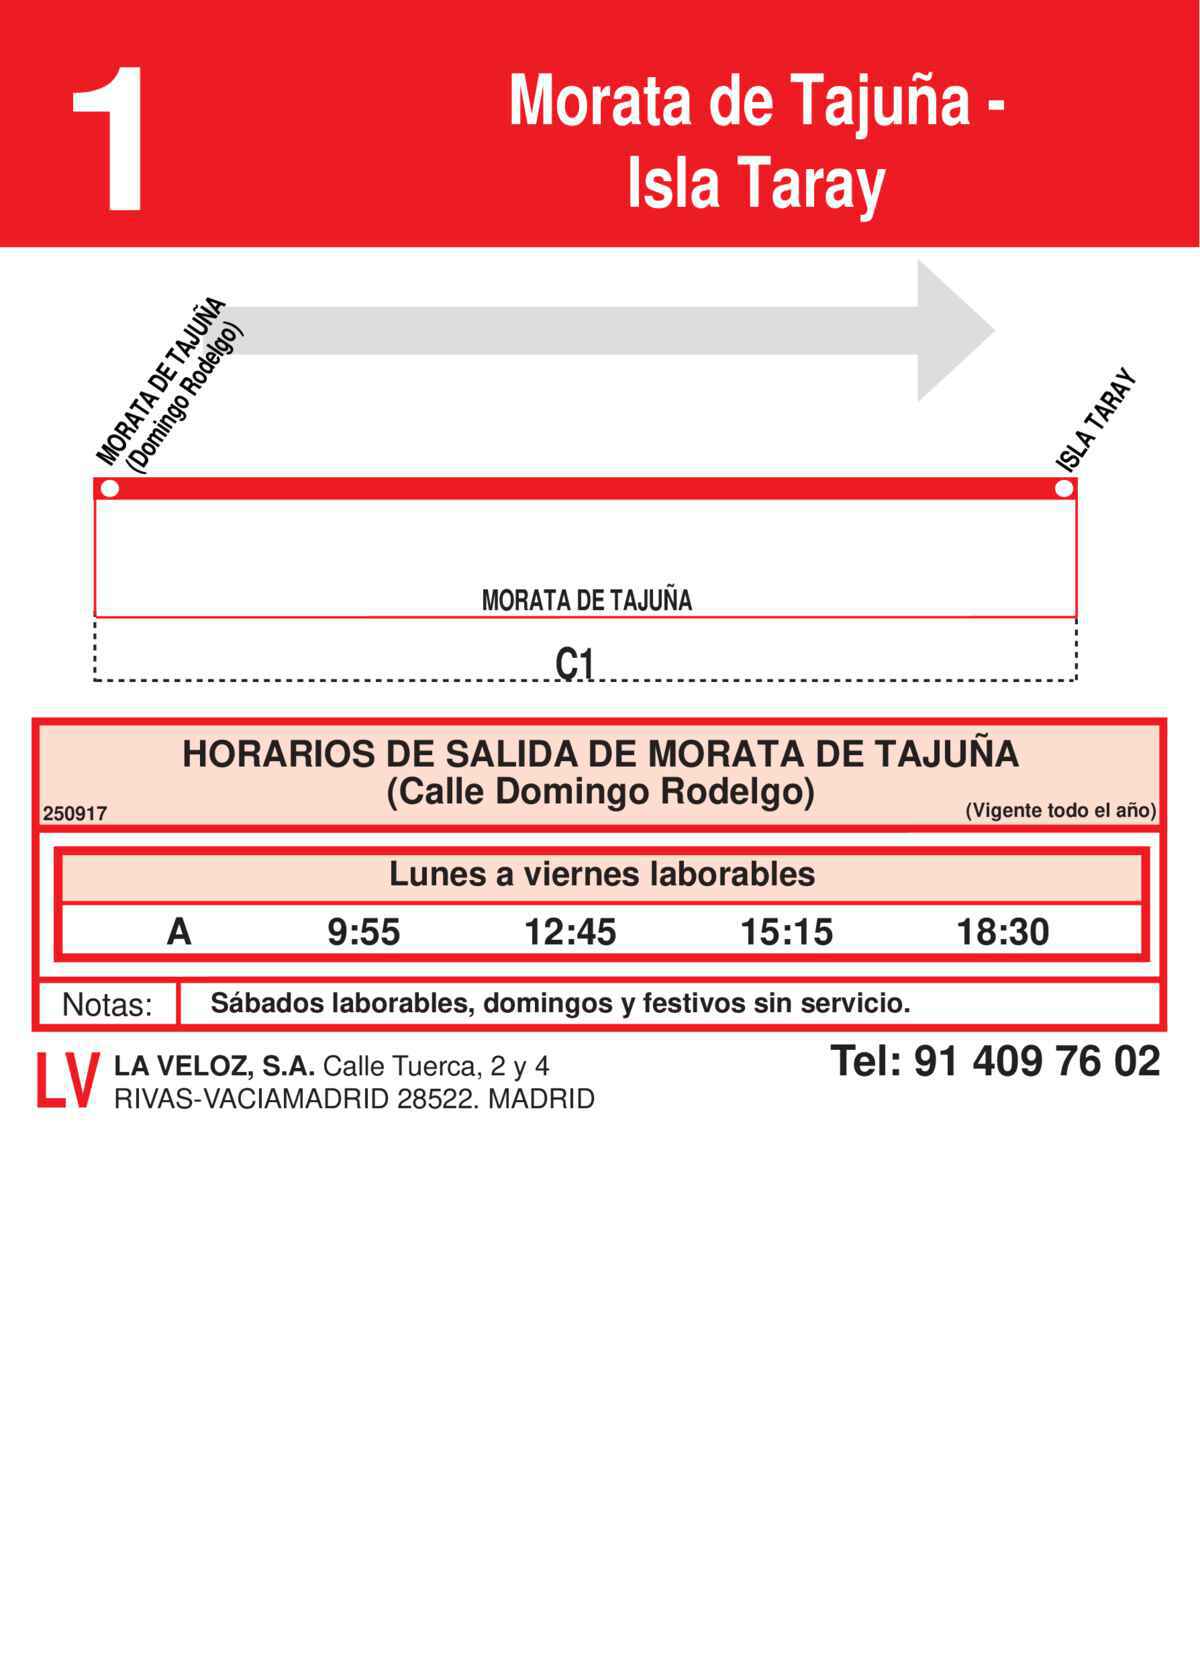 1
Morata de Tajuña -
Isla Taray
MORATA DE TAJUÑA
(Domingo Rodelgo)
ISLA TARAY
MORATA DE TAJUÑA
C1
HORARIOS DE SALIDA DE MORATA DE TAJUÑA
(Calle Domingo Rodelgo)
250917
(Vigente todo el año)
Lunes a viernes laborables
A 9:55 12:45 15:15 18:30
Notas: Sábados laborables, domingos y festivos sin servicio.
LV
LA VELOZ, S.A. Calle Tuerca, 2 y 4
RIVAS-VACIAMADRID 28522. MADRID
Tel: 91 409 76 02